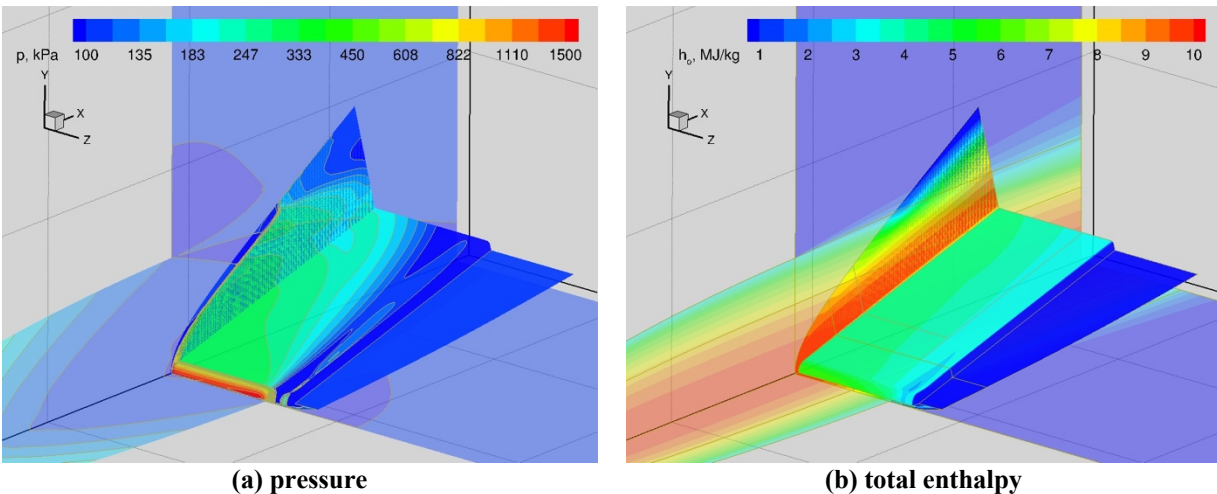 p, kPa 100 135 183 247 333 450 608 822 1110 1500
Y
X
Z
(a) pressure
h₀, MJ/kg 1 2 3 4 5 6 7 8 9 10
Y
X
Z
(b) total enthalpy